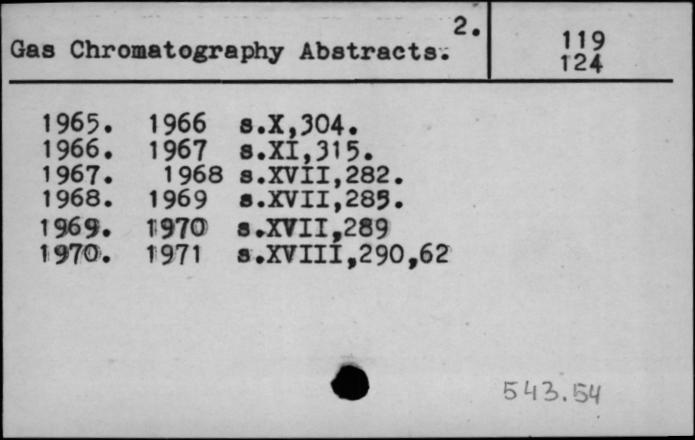 2.
Gas Chromatography Abstracts.
119
124
1965. 1966 s.X,304.
1966. 1967 s.XI,315.
1967. 1968 s.XVII,282.
1968. 1969 s.XVII,285.
1969. 1970 s.XVII,289
1970. 1971 s.XVIII,290,62
543.54